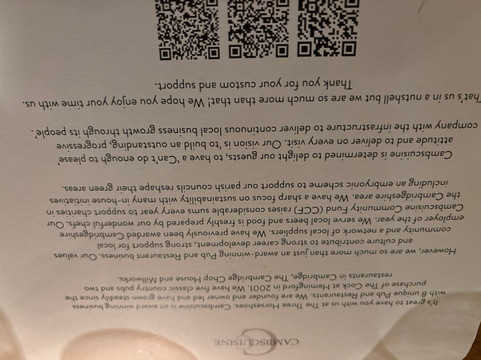 CAMBSCUISINE
It's great to have you with us at The Three Horseshoes. Cambscuisine is an award winning business
with 8 unique Pub and Restaurants. We are founder and owner led and have grown steadily since the
purchase of The Cock at Hemingford in 2001. We have five classic country pubs and two
restaurants in Cambridge, The Cambridge Chop House and Millworks.
However, we are so much more than just an award-winning Pub and Restaurant business. Our values
and culture contribute to strong career development, strong support for local
community and a network of local suppliers. We have previously been awarded Cambridgeshire
employer of the year. We serve local beers and food is freshly prepared by our wonderful chefs. Our
Cambscuisine Community Fund (CCF) raises considerable sums every year to support charities in
the Cambridgeshire area. We have a sharp focus on sustainability with many in-house initiatives
including an embryonic scheme to support our parish councils reshape their green areas.
Cambscuisine is determined to delight our guests, to have a 'Can't do enough to please'
attitude and to deliver on every visit. Our vision is 'to build an outstanding, progressive
company with the infrastructure to deliver continuous local business growth through its people'.
That's us in a nutshell but we are so much more than that! We hope you enjoy your time with us.
Thank you for your custom and support.